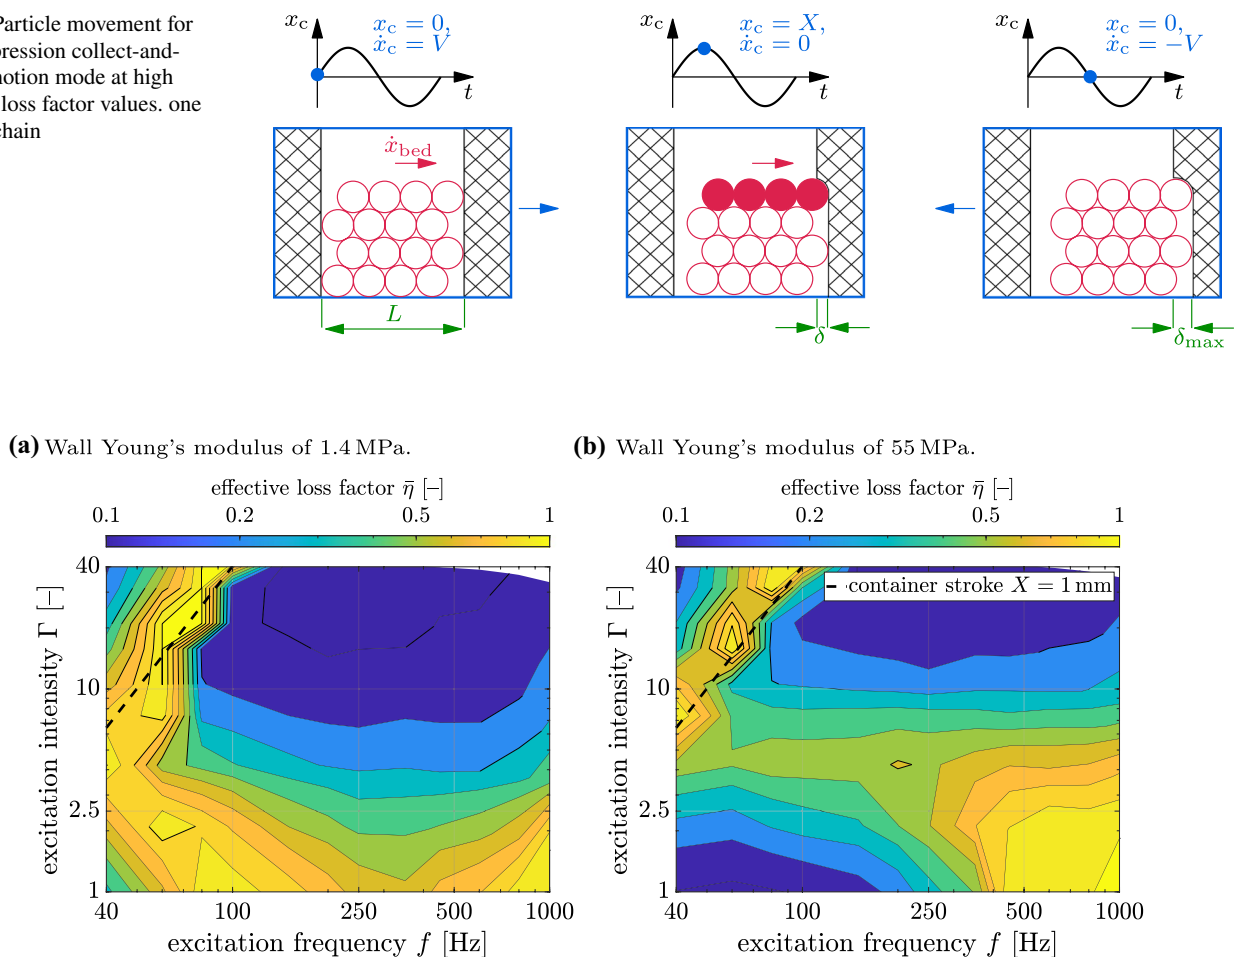 Particle movement for
pression collect-and-
notion mode at high
loss factor values. one
chain
x_c
x_c = 0,
ẋ_c = V
t
x_c
x_c = X,
ẋ_c = 0
t
x_c
x_c = 0,
ẋ_c = −V
t
ẋ_bed
L
δ
δ_max
(a) Wall Young's modulus of 1.4 MPa.
effective loss factor η̄ [–]
0.1 0.2 0.5 1
40
10
2.5
1
excitation intensity Γ [–]
40 100 250 500 1000
excitation frequency f [Hz]
(b) Wall Young's modulus of 55 MPa.
effective loss factor η̄ [–]
0.1 0.2 0.5 1
container stroke X = 1 mm
40
10
2.5
1
excitation intensity Γ [–]
40 100 250 500 1000
excitation frequency f [Hz]